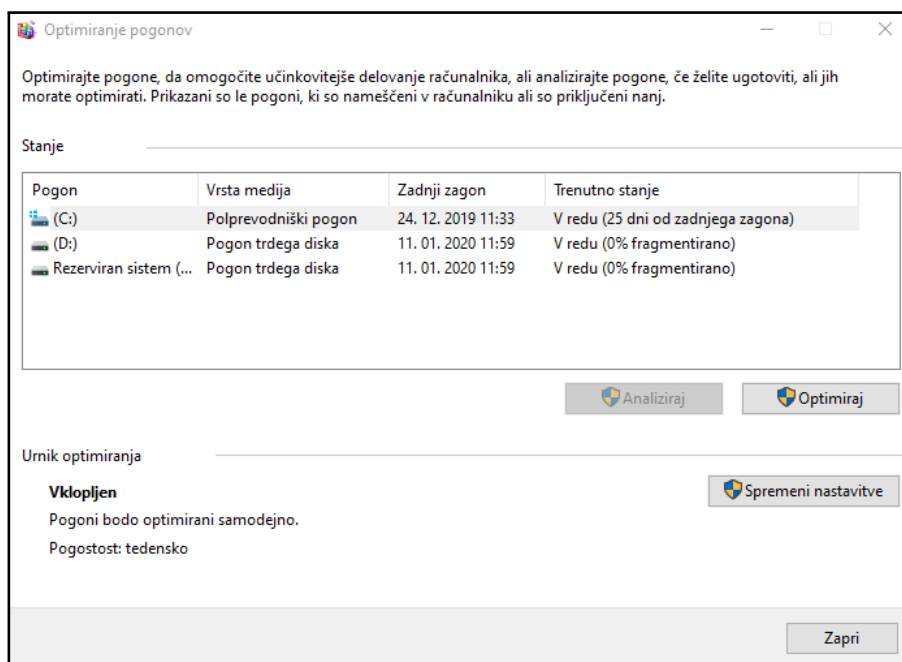 Optimiranje pogonov
Optimirajte pogone, da omogočite učinkovitejše delovanje računalnika, ali analizirajte pogone, če želite ugotoviti, ali jih
morate optimirati. Prikazani so le pogoni, ki so nameščeni v računalniku ali so priključeni nanj.
Stanje
Pogon Vrsta medija Zadnji zagon Trenutno stanje
(C:) Polprevodniški pogon 24. 12. 2019 11:33 V redu (25 dni od zadnjega zagona)
(D:) Pogon trdega diska 11. 01. 2020 11:59 V redu (0% fragmentirano)
Rezerviran sistem (... Pogon trdega diska 11. 01. 2020 11:59 V redu (0% fragmentirano)
Analiziraj Optimiraj
Urnik optimiranja
Vklopljen Spremeni nastavitve
Pogoni bodo optimirani samodejno.
Pogostost: tedensko
Zapri